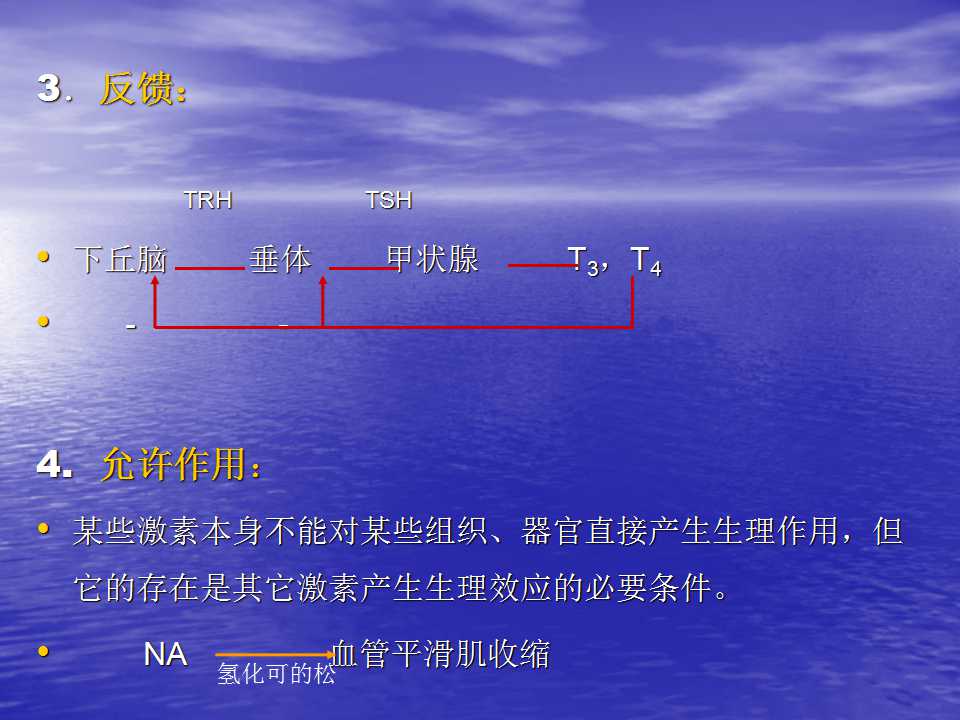 3．反馈：
TRH TSH
下丘脑 垂体 甲状腺 T₃，T₄
- -
4. 允许作用：
某些激素本身不能对某些组织、器官直接产生生理作用，但
它的存在是其它激素产生生理效应的必要条件。
NA 血管平滑肌收缩
氢化可的松